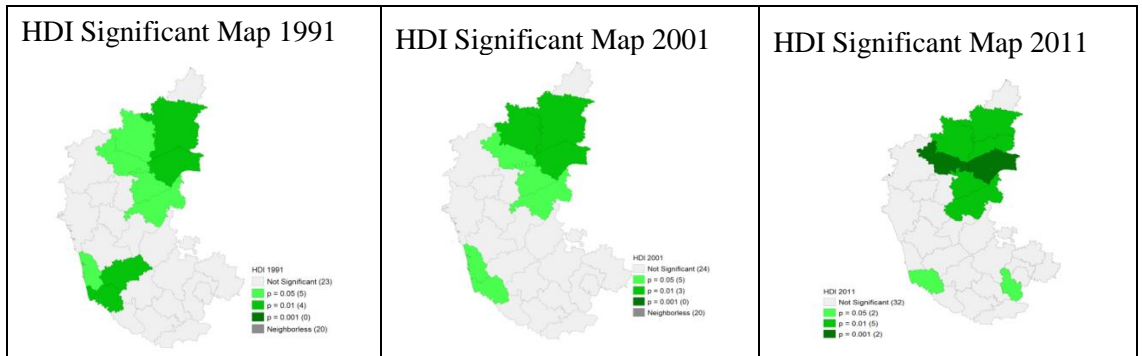 HDI Significant Map 1991
HDI 1991
Not Significant (23)
p = 0.05 (5)
p = 0.01 (4)
p = 0.001 (0)
Neighborless (20)
HDI Significant Map 2001
HDI 2001
Not Significant (24)
p = 0.05 (5)
p = 0.01 (3)
p = 0.001 (0)
Neighborless (20)
HDI Significant Map 2011
HDI 2011
Not Significant (32)
p = 0.05 (2)
p = 0.01 (5)
p = 0.001 (2)